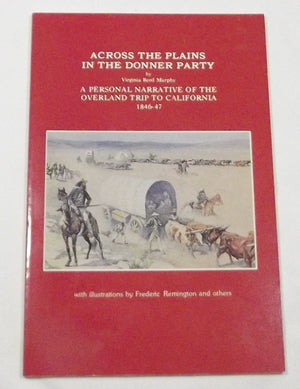 ACROSS THE PLAINS
IN THE DONNER PARTY
by
Virginia Reed Murphy
A PERSONAL NARRATIVE OF THE
OVERLAND TRIP TO CALIFORNIA
1846-47
with illustrations by Frederic Remington and others